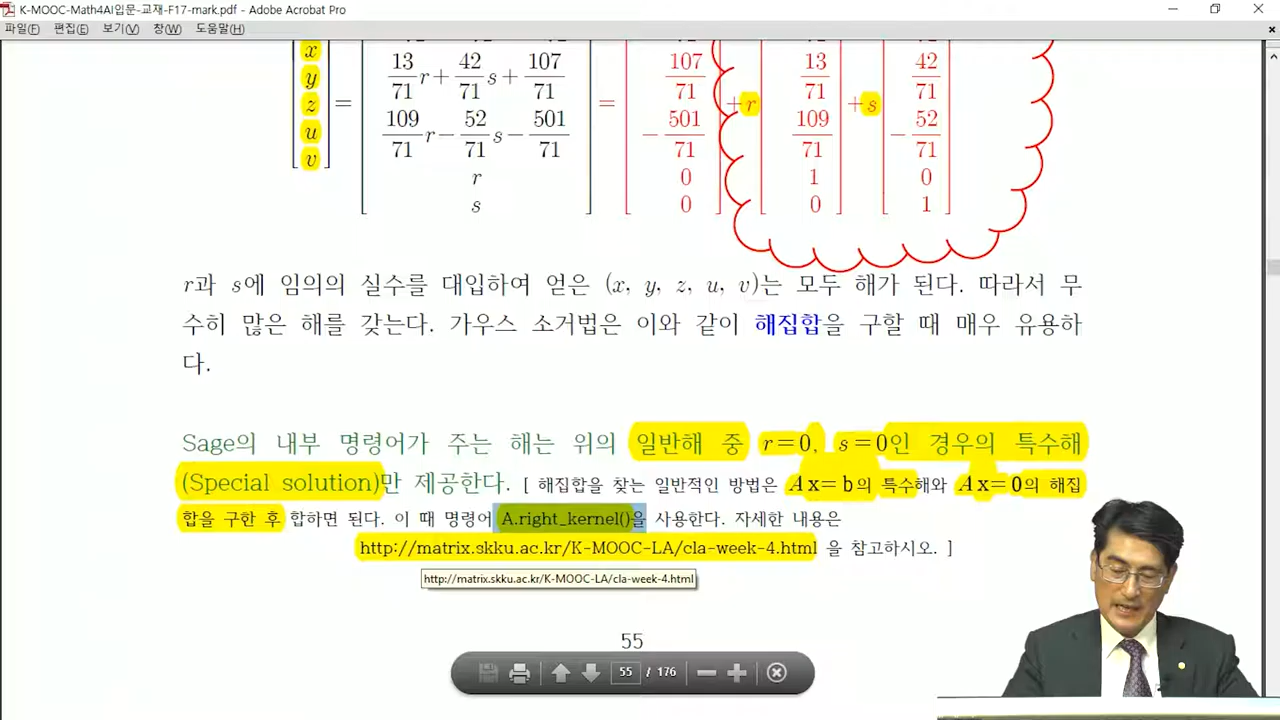 K-MOOC-Math4AI입문-교재-F17-mark.pdf - Adobe Acrobat Pro
파일(F) 편집(E) 보기(V) 창(W) 도움말(H)
x
y
z
u
v
=
13/71 r + 42/71 s + 107/71
109/71 r − 52/71 s − 501/71
r
s
=
107/71
− 501/71
0
0
+ r
13/71
109/71
1
0
+ s
42/71
− 52/71
0
1
r과 s에 임의의 실수를 대입하여 얻은 (x, y, z, u, v)는 모두 해가 된다. 따라서 무
수히 많은 해를 갖는다. 가우스 소거법은 이와 같이 해집합을 구할 때 매우 유용하
다.
Sage의 내부 명령어가 주는 해는 위의 일반해 중 r=0, s=0인 경우의 특수해
(Special solution)만 제공한다. [ 해집합을 찾는 일반적인 방법은 Ax=b의 특수해와 Ax=0의 해집
합을 구한 후 합하면 된다. 이 때 명령어 A.right_kernel()을 사용한다. 자세한 내용은
http://matrix.skku.ac.kr/K-MOOC-LA/cla-week-4.html 을 참고하시오. ]
http://matrix.skku.ac.kr/K-MOOC-LA/cla-week-4.html
55
55 / 176